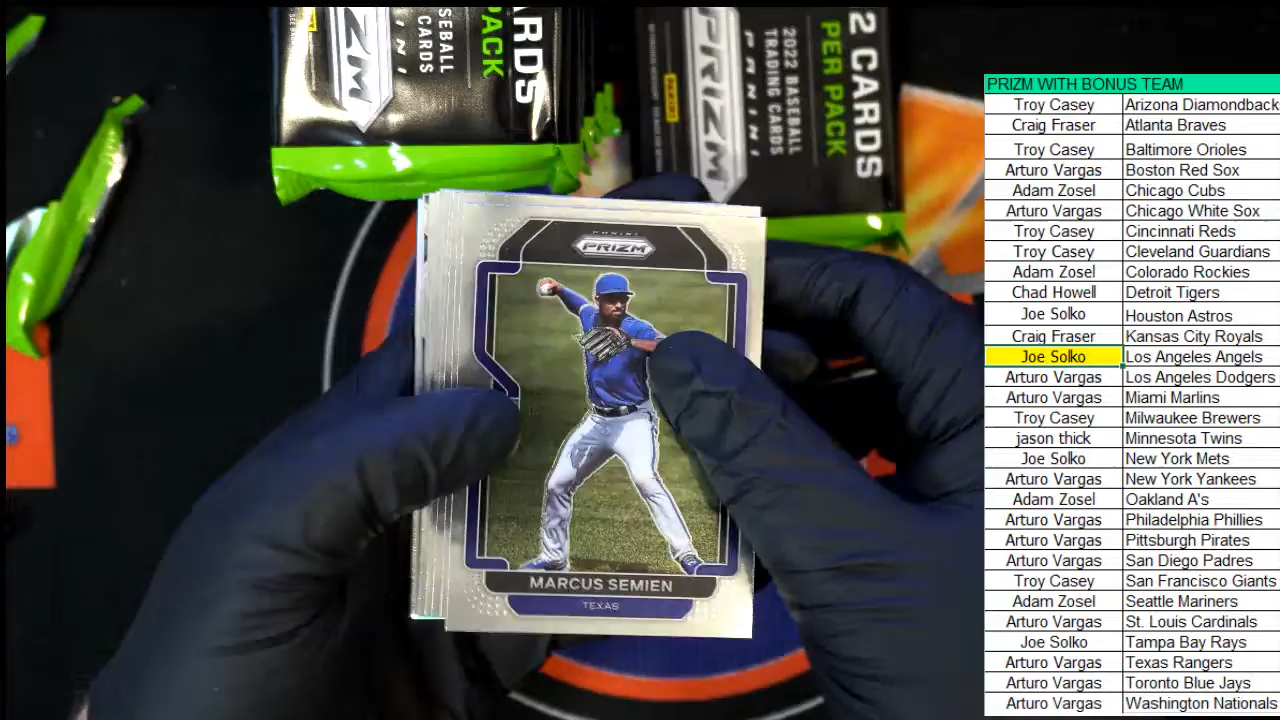 ARDS
PACK
SEBALL
CARDS
PRIZM
2 CARDS
PER PACK
2022 BASEBALL
TRADING CARDS
PANINI
PRIZM
PANINI
PRIZM
MARCUS SEMIEN
TEXAS
PRIZM WITH BONUS TEAM
Troy Casey Arizona Diamondback
Craig Fraser Atlanta Braves
Troy Casey Baltimore Orioles
Arturo Vargas Boston Red Sox
Adam Zosel Chicago Cubs
Arturo Vargas Chicago White Sox
Troy Casey Cincinnati Reds
Troy Casey Cleveland Guardians
Adam Zosel Colorado Rockies
Chad Howell Detroit Tigers
Joe Solko Houston Astros
Craig Fraser Kansas City Royals
Joe Solko Los Angeles Angels
Arturo Vargas Los Angeles Dodgers
Arturo Vargas Miami Marlins
Troy Casey Milwaukee Brewers
jason thick Minnesota Twins
Joe Solko New York Mets
Arturo Vargas New York Yankees
Adam Zosel Oakland A's
Arturo Vargas Philadelphia Phillies
Arturo Vargas Pittsburgh Pirates
Arturo Vargas San Diego Padres
Troy Casey San Francisco Giants
Adam Zosel Seattle Mariners
Arturo Vargas St. Louis Cardinals
Joe Solko Tampa Bay Rays
Arturo Vargas Texas Rangers
Arturo Vargas Toronto Blue Jays
Arturo Vargas Washington Nationals